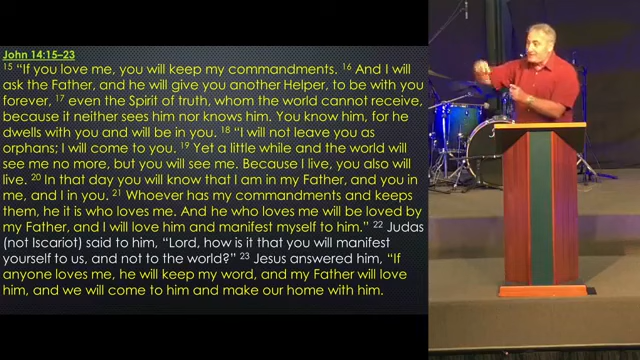 John 14:15–23
15 “If you love me, you will keep my commandments. 16 And I will
ask the Father, and he will give you another Helper, to be with you
forever, 17 even the Spirit of truth, whom the world cannot receive,
because it neither sees him nor knows him. You know him, for he
dwells with you and will be in you. 18 “I will not leave you as
orphans; I will come to you. 19 Yet a little while and the world will
see me no more, but you will see me. Because I live, you also will
live. 20 In that day you will know that I am in my Father, and you in
me, and I in you. 21 Whoever has my commandments and keeps
them, he it is who loves me. And he who loves me will be loved by
my Father, and I will love him and manifest myself to him.” 22 Judas
(not Iscariot) said to him, “Lord, how is it that you will manifest
yourself to us, and not to the world?” 23 Jesus answered him, “If
anyone loves me, he will keep my word, and my Father will love
him, and we will come to him and make our home with him.